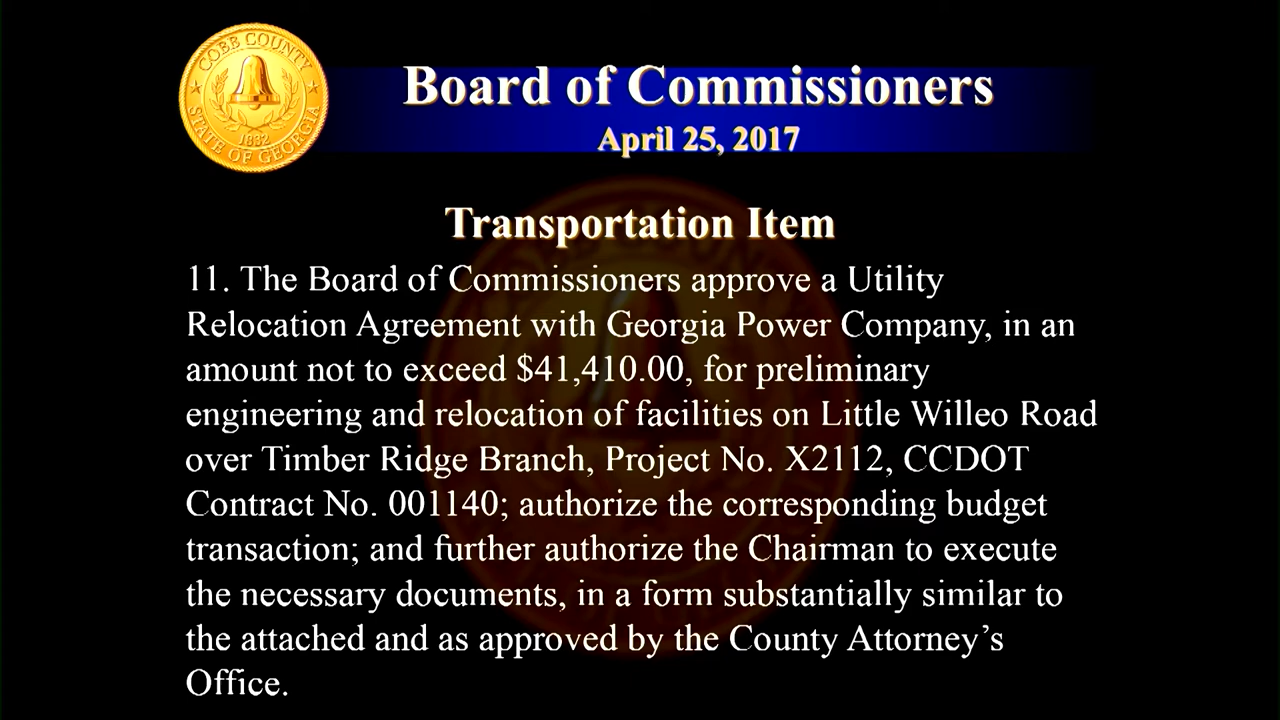 COBB COUNTY
1832
STATE OF GEORGIA
Board of Commissioners
April 25, 2017
Transportation Item
11. The Board of Commissioners approve a Utility
Relocation Agreement with Georgia Power Company, in an
amount not to exceed $41,410.00, for preliminary
engineering and relocation of facilities on Little Willeo Road
over Timber Ridge Branch, Project No. X2112, CCDOT
Contract No. 001140; authorize the corresponding budget
transaction; and further authorize the Chairman to execute
the necessary documents, in a form substantially similar to
the attached and as approved by the County Attorney’s
Office.